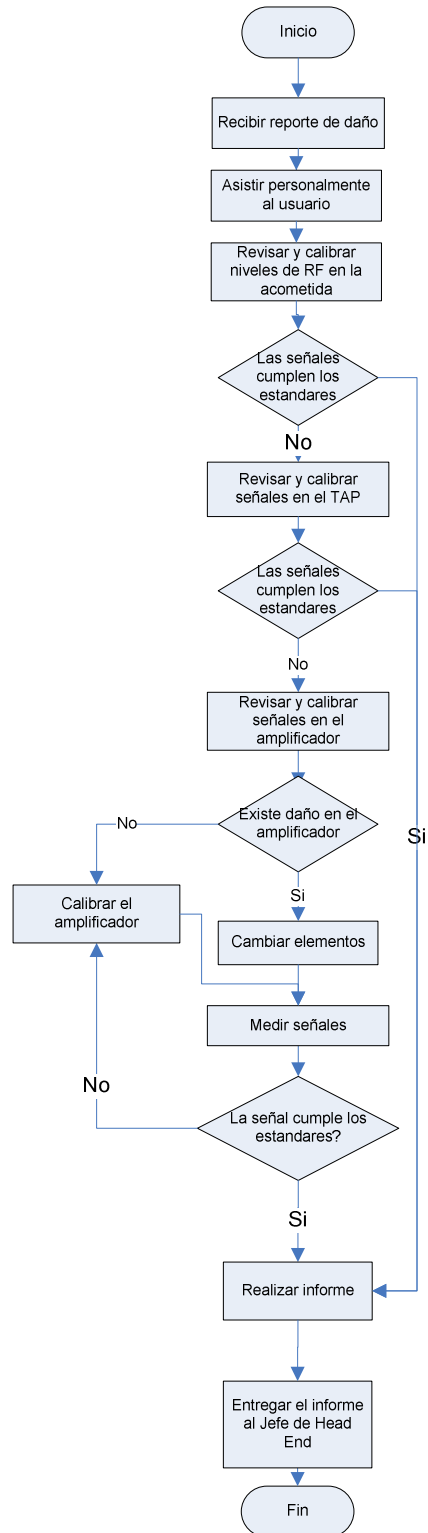 Inicio
Recibir reporte de daño
Asistir personalmente
al usuario
Revisar y calibrar
niveles de RF en la
acometida
Las señales
cumplen los
estandares
No
Revisar y calibrar
señales en el TAP
Las señales
cumplen los
estandares
No
Revisar y calibrar
señales en el
amplificador
Existe daño en el
amplificador
No
Si
Si
Calibrar el
amplificador
Cambiar elementos
Medir señales
No
La señal cumple los
estandares?
Si
Realizar informe
Entregar el informe
al Jefe de Head
End
Fin